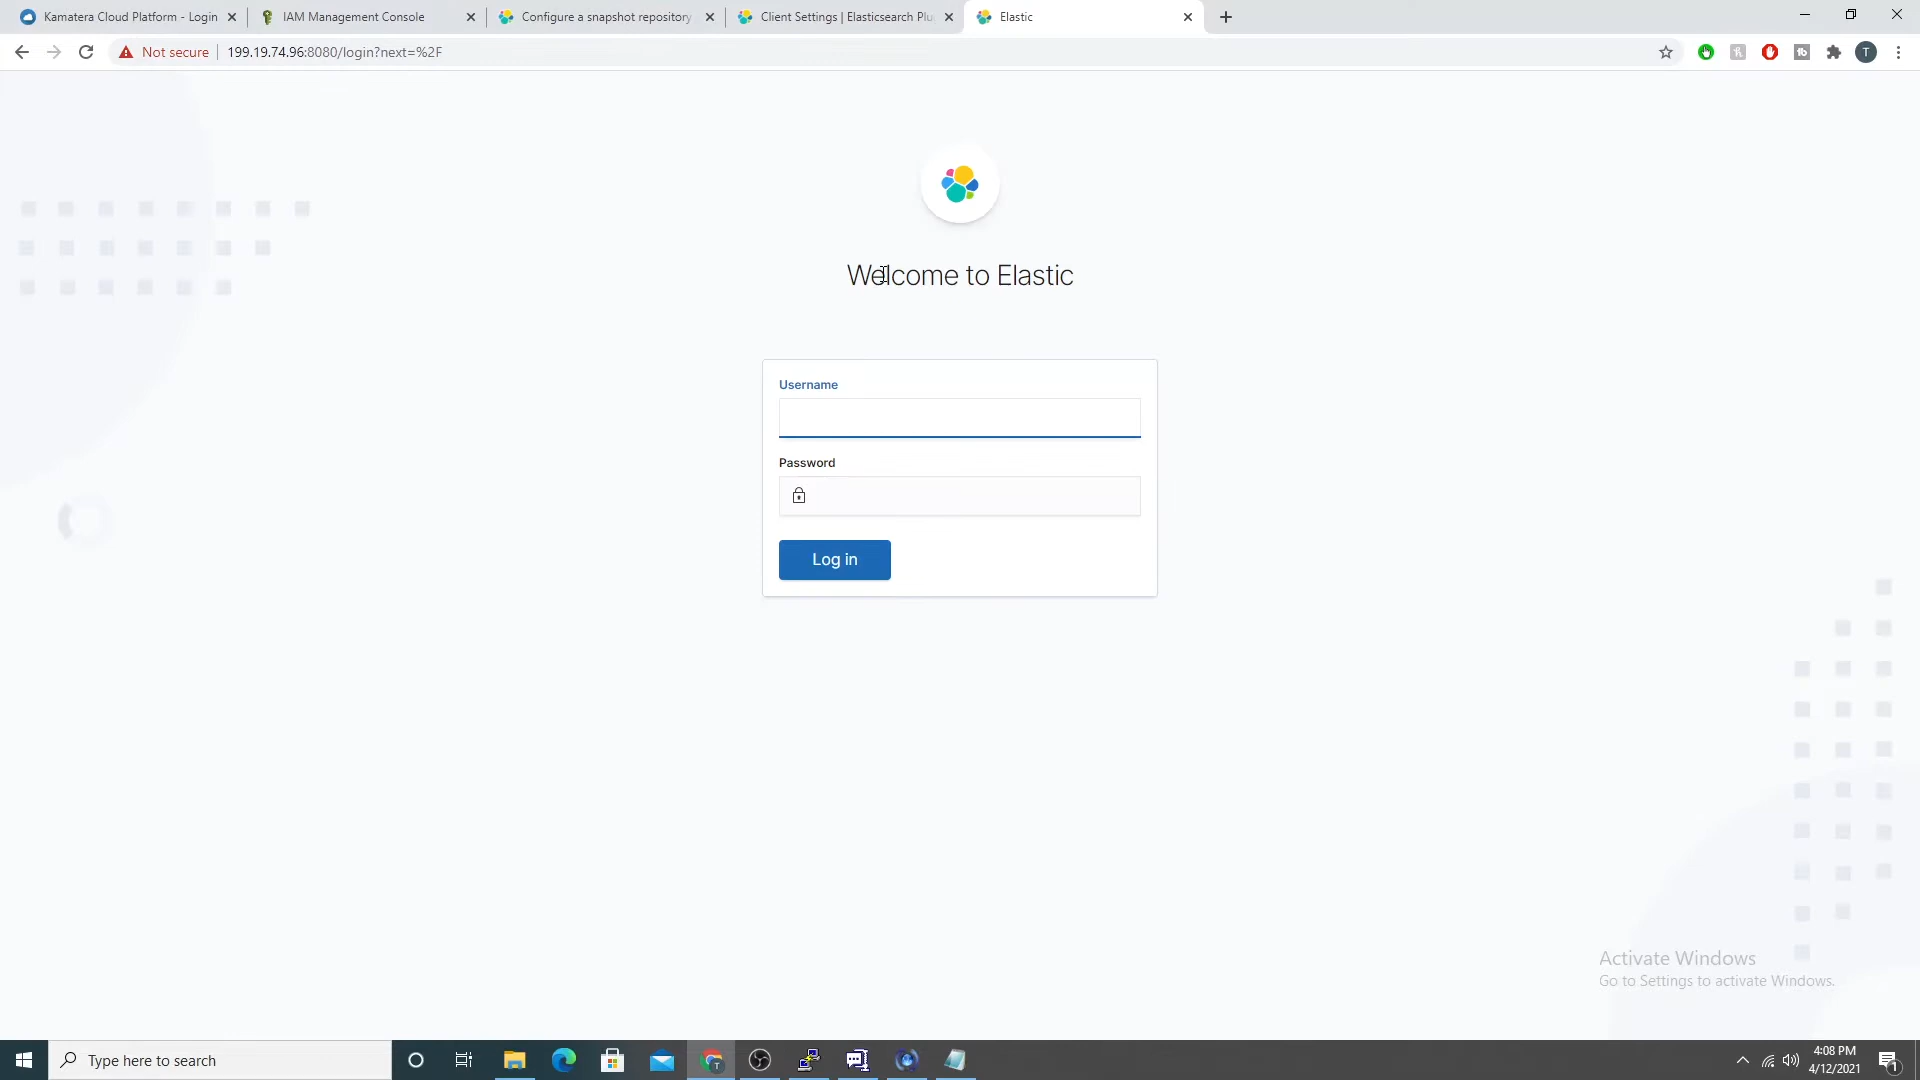 Kamatera Cloud Platform - Login
IAM Management Console
Configure a snapshot repository
Client Settings | Elasticsearch Plu
Elastic
Not secure
199.19.74.96:8080/login?next=%2F
T
Welcome to Elastic
Username
Password
Log in
Activate Windows
Go to Settings to activate Windows.
Type here to search
T
4:08 PM
4/12/2021
1